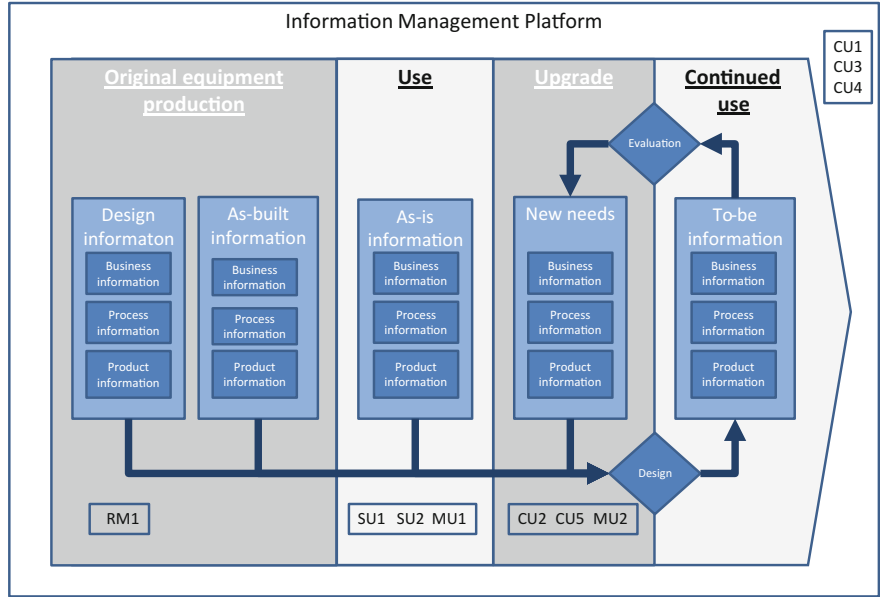 Information Management Platform
CU1
CU3
CU4
Original equipment
production
Use
Upgrade
Continued
use
Evaluation
Design
informaton
Business
information
Process
information
Product
information
As-built
information
Business
information
Process
information
Product
information
As-is
information
Business
information
Process
information
Product
information
New needs
Business
information
Process
information
Product
information
To-be
information
Business
information
Process
information
Product
information
Design
RM1
SU1 SU2 MU1
CU2 CU5 MU2